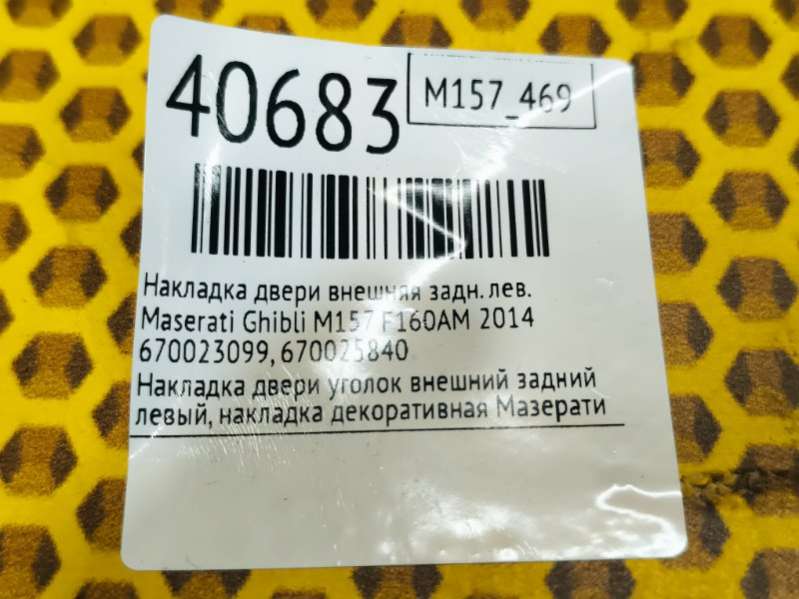 40683
M157_469
Накладка двери внешняя задн. лев.
Maserati Ghibli M157 F160AM 2014
670023099, 670025840
Накладка двери уголок внешний задний
левый, накладка декоративная Мазерати